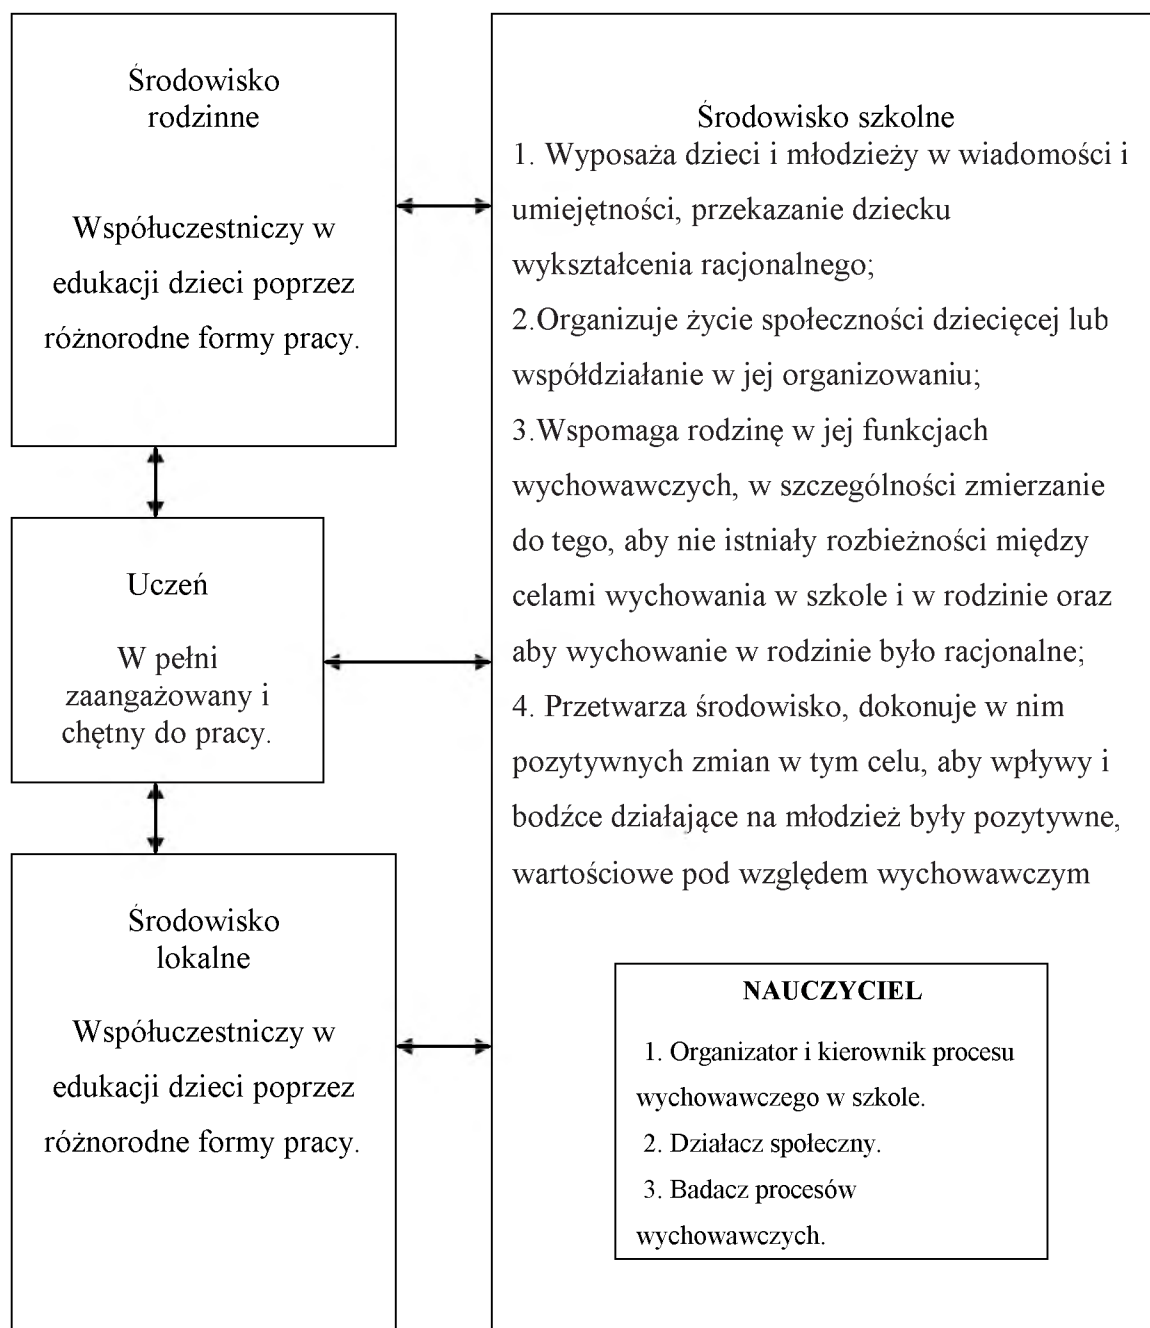 Środowisko
rodzinne
Współuczestniczy w
edukacji dzieci poprzez
różnorodne formy pracy.
Uczeń
W pełni
zaangażowany i
chętny do pracy.
Środowisko
lokalne
Współuczestniczy w
edukacji dzieci poprzez
różnorodne formy pracy.
Środowisko szkolne
1. Wyposaża dzieci i młodzieży w wiadomości i
umiejętności, przekazanie dziecku
wykształcenia racjonalnego;
2.Organizuje życie społeczności dziecięcej lub
współdziałanie w jej organizowaniu;
3.Wspomaga rodzinę w jej funkcjach
wychowawczych, w szczególności zmierzanie
do tego, aby nie istniały rozbieżności między
celami wychowania w szkole i w rodzinie oraz
aby wychowanie w rodzinie było racjonalne;
4. Przetwarza środowisko, dokonuje w nim
pozytywnych zmian w tym celu, aby wpływy i
bodźce działające na młodzież były pozytywne,
wartościowe pod względem wychowawczym
NAUCZYCIEL
1. Organizator i kierownik procesu
wychowawczego w szkole.
2. Działacz społeczny.
3. Badacz procesów
wychowawczych.